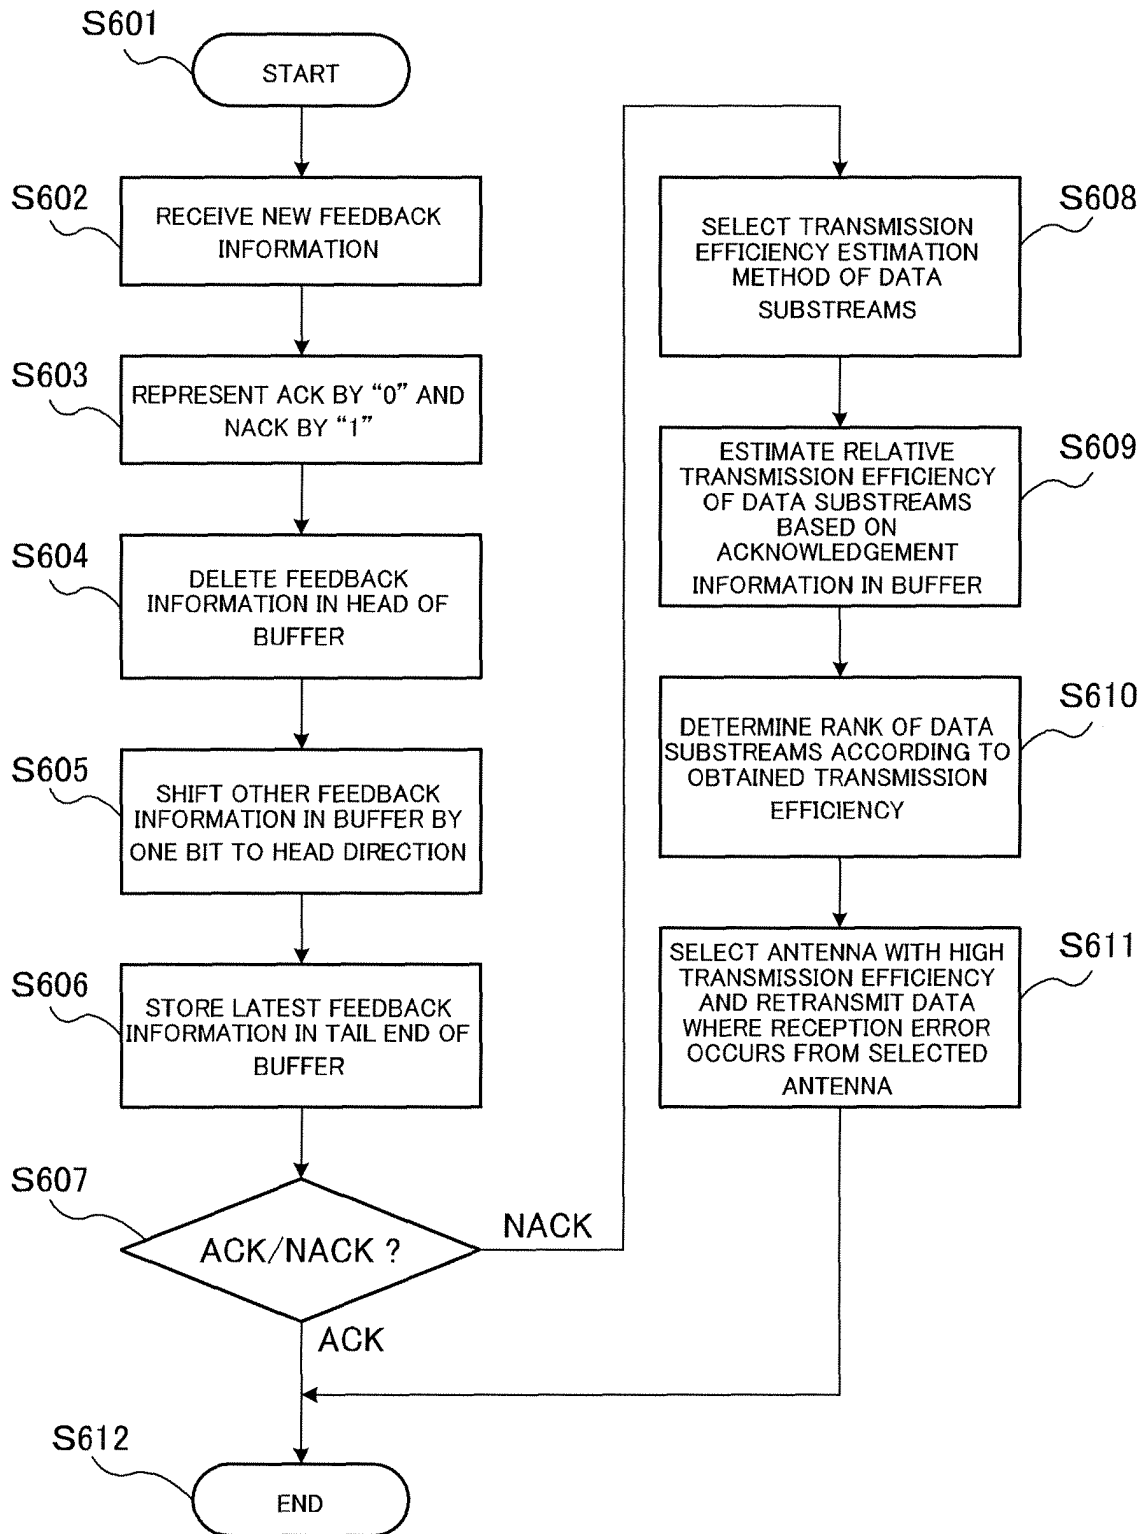 S601
START
S602
RECEIVE NEW FEEDBACK
INFORMATION
S603
REPRESENT ACK BY “0” AND
NACK BY “1”
S604
DELETE FEEDBACK
INFORMATION IN HEAD OF
BUFFER
S605
SHIFT OTHER FEEDBACK
INFORMATION IN BUFFER BY
ONE BIT TO HEAD DIRECTION
S606
STORE LATEST FEEDBACK
INFORMATION IN TAIL END OF
BUFFER
S607
ACK/NACK ?
NACK
ACK
S608
SELECT TRANSMISSION
EFFICIENCY ESTIMATION
METHOD OF DATA
SUBSTREAMS
S609
ESTIMATE RELATIVE
TRANSMISSION EFFICIENCY
OF DATA SUBSTREAMS
BASED ON
ACKNOWLEDGEMENT
INFORMATION IN BUFFER
S610
DETERMINE RANK OF DATA
SUBSTREAMS ACCORDING TO
OBTAINED TRANSMISSION
EFFICIENCY
S611
SELECT ANTENNA WITH HIGH
TRANSMISSION EFFICIENCY
AND RETRANSMIT DATA
WHERE RECEPTION ERROR
OCCURS FROM SELECTED
ANTENNA
S612
END